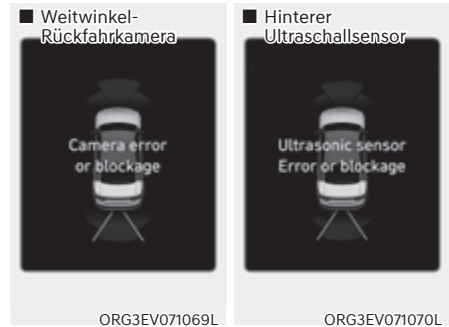 ■ Weitwinkel-
Rückfahrkamera
Camera error
or blockage
ORG3EV071069L
■ Hinterer
Ultraschallsensor
Ultrasonic sensor
Error or blockage
ORG3EV071070L